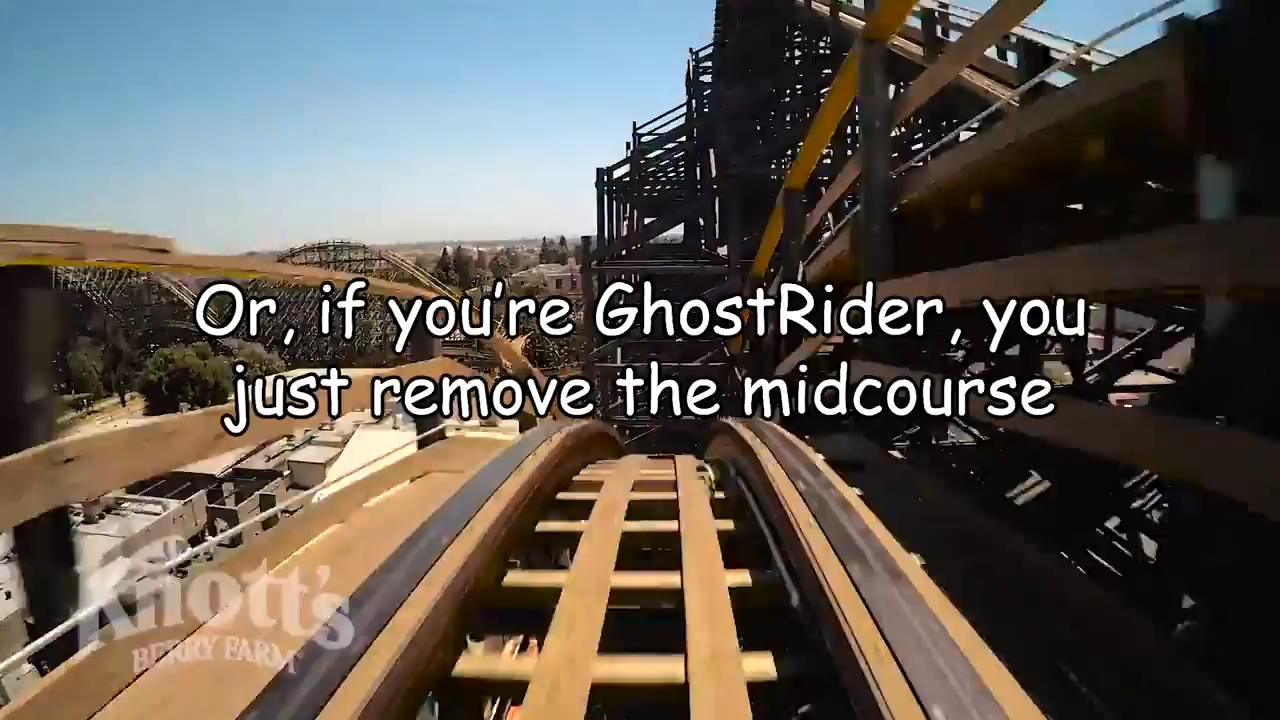 Or, if you're GhostRider, you
just remove the midcourse
Knott's
BERRY FARM